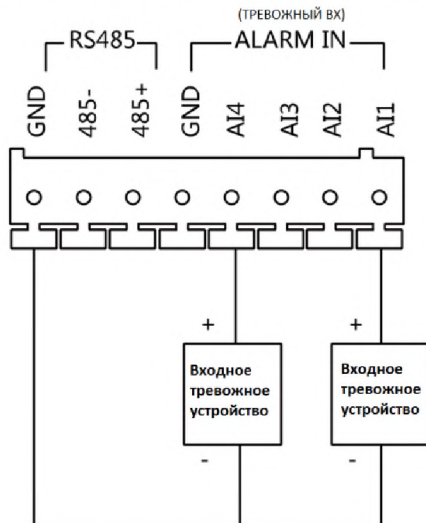 (ТРЕВОЖНЫЙ ВХ)
RS485 ALARM IN
GND 485- 485+ GND AI4 AI3 AI2 AI1
+ +
Входное тревожное устройство
Входное тревожное устройство
- -